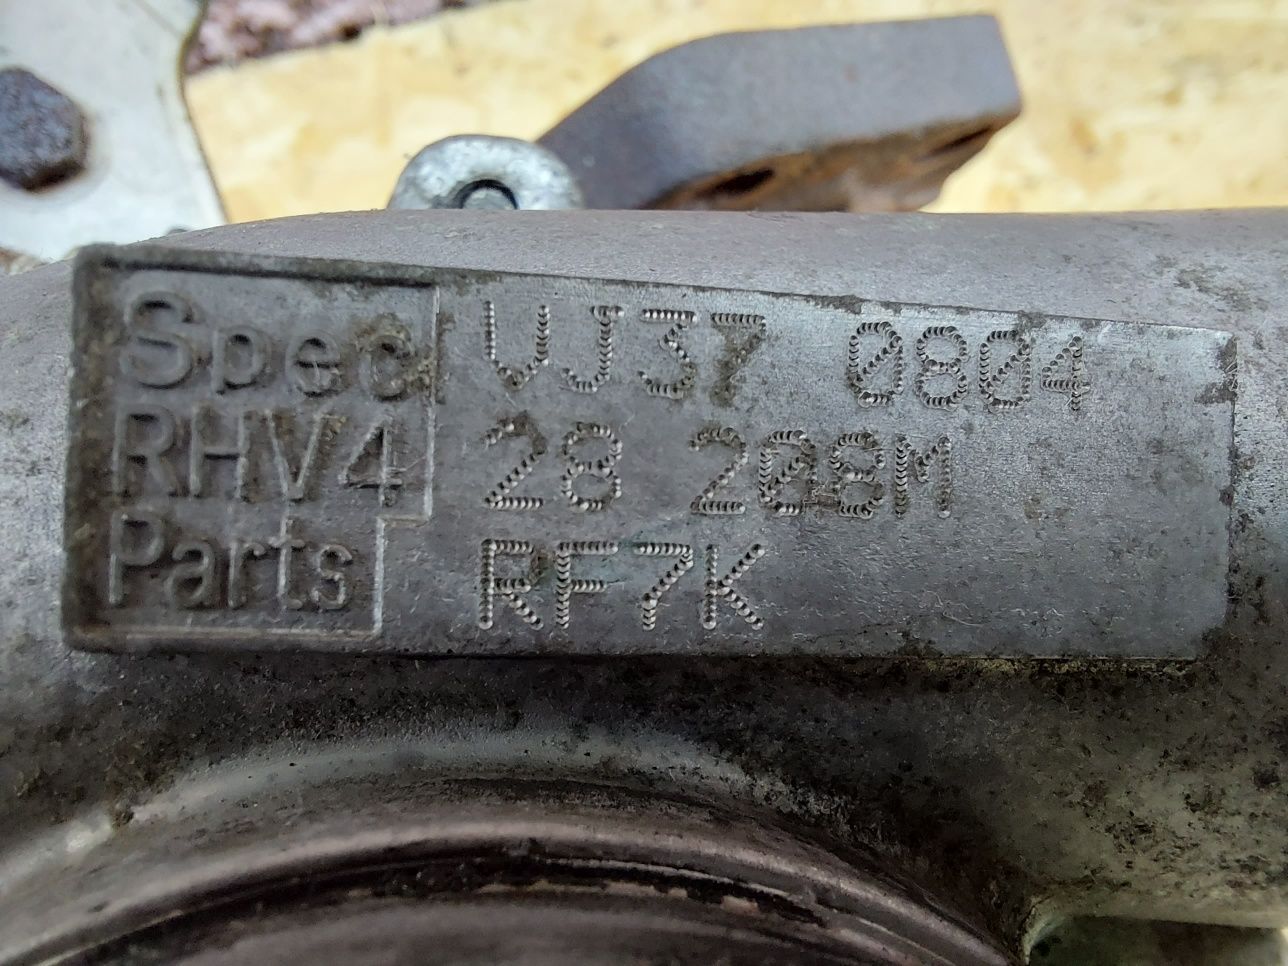 Spec VJ37 0804
RHV4 28 208M
Parts RF7K